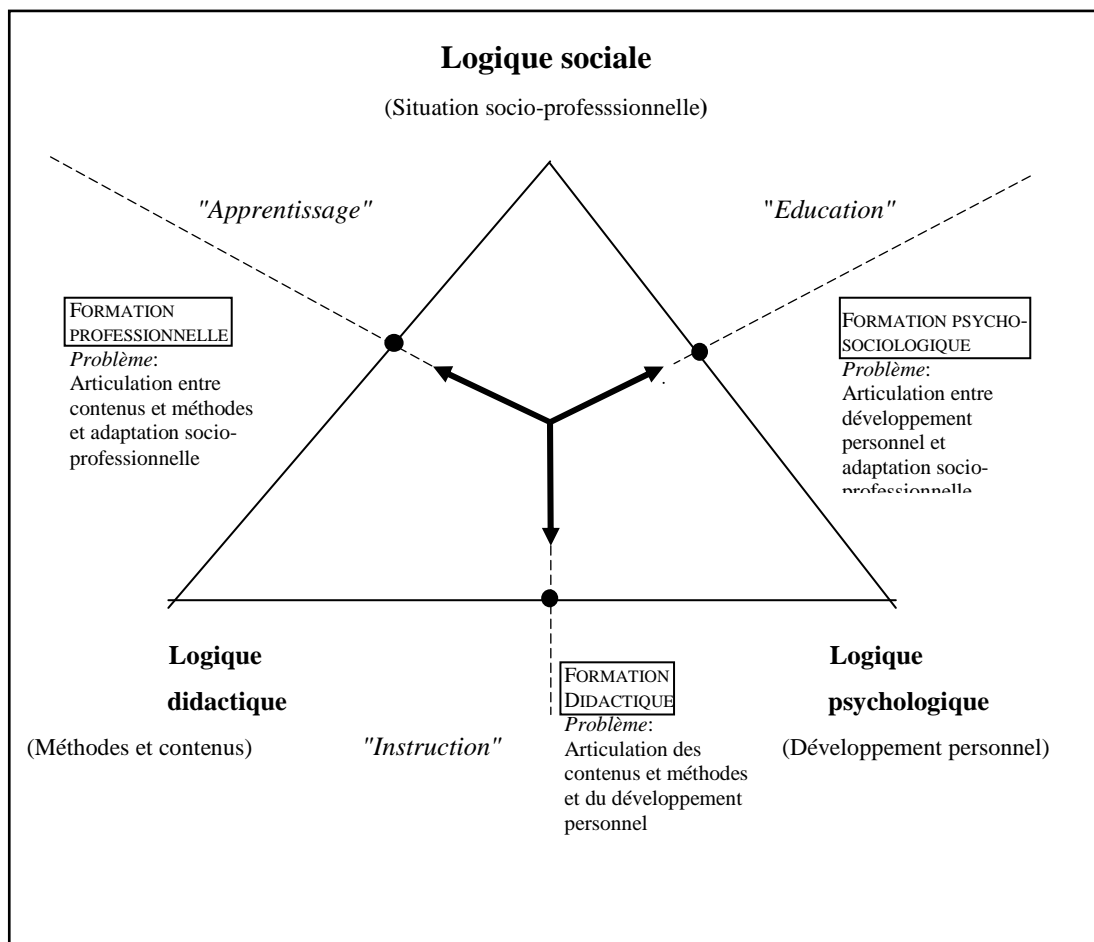 Logique sociale
(Situation socio-professsionnelle)
"Apprentissage"
"Education"
FORMATION
PROFESSIONNELLE
Problème:
Articulation entre
contenus et méthodes
et adaptation socio-
professionnelle
FORMATION PSYCHO-
SOCIOLOGIQUE
Problème:
Articulation entre
développement
personnel et
adaptation socio-
professionnelle
Logique
didactique
(Méthodes et contenus)
"Instruction"
FORMATION
DIDACTIQUE
Problème:
Articulation des
contenus et méthodes
et du développement
personnel
Logique
psychologique
(Développement personnel)